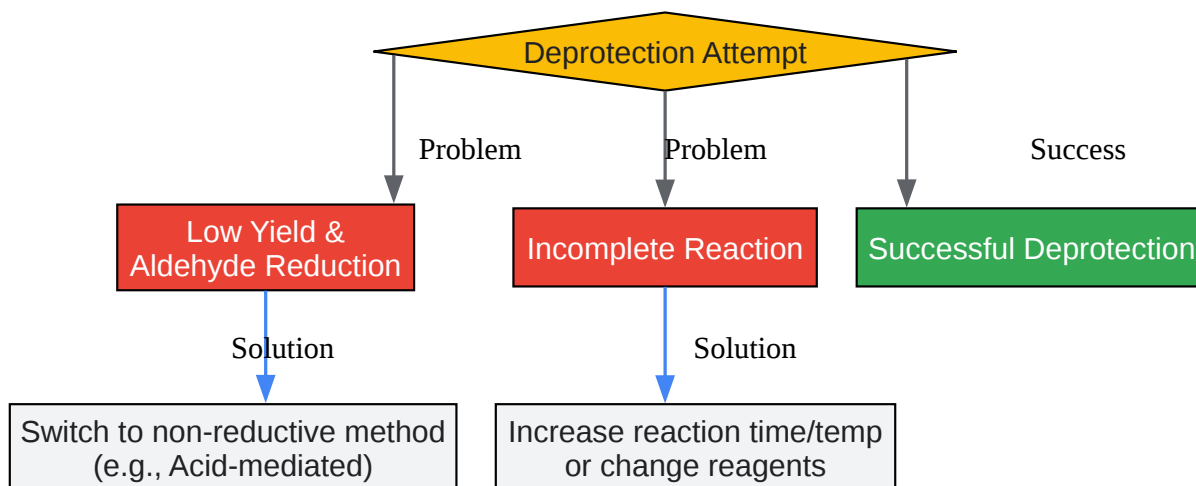 Deprotection Attempt
Problem
Problem
Success
Low Yield &
Aldehyde Reduction
Incomplete Reaction
Successful Deprotection
Solution
Solution
Switch to non-reductive method
(e.g., Acid-mediated)
Increase reaction time/temp
or change reagents